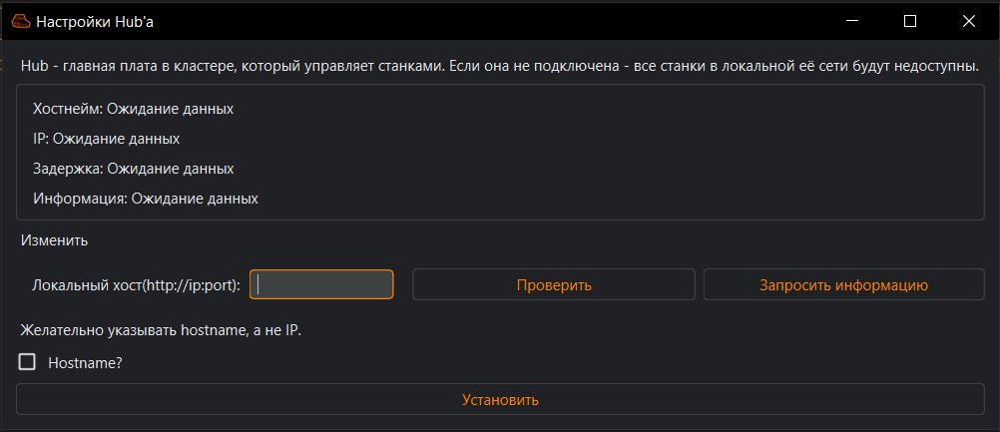 Настройки Hub'а
Hub - главная плата в кластере, который управляет станками. Если она не подключена - все станки в локальной её сети будут недоступны.
Хостнейм: Ожидание данных
IP: Ожидание данных
Задержка: Ожидание данных
Информация: Ожидание данных
Изменить
Локальный хост(http://ip:port): Проверить Запросить информацию
Желательно указывать hostname, а не IP.
Hostname?
Установить